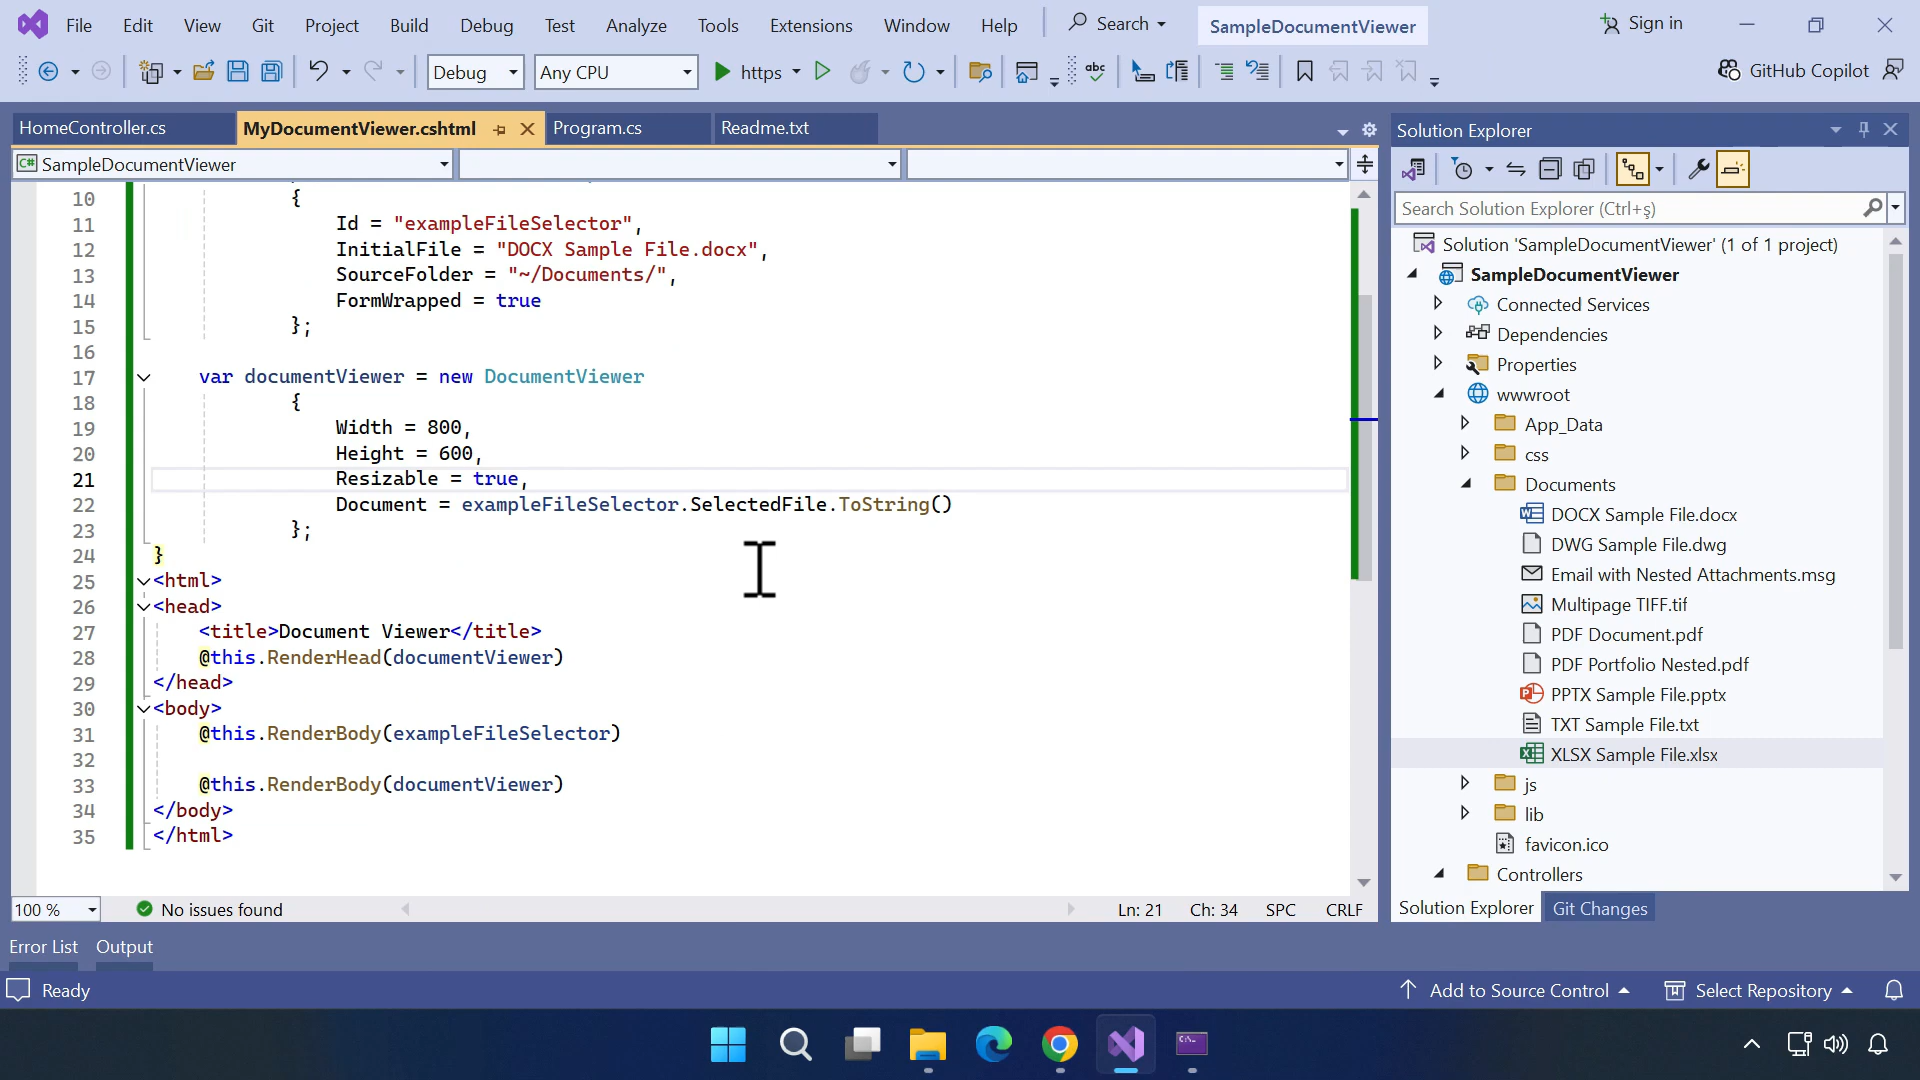 File Edit View Git Project Build Debug Test Analyze Tools Extensions Window Help Search SampleDocumentViewer Sign in
Debug Any CPU https abc GitHub Copilot
HomeController.cs MyDocumentViewer.cshtml Program.cs Readme.txt
C# SampleDocumentViewer
10 {
11 Id = "exampleFileSelector",
12 InitialFile = "DOCX Sample File.docx",
13 SourceFolder = "~/Documents/",
14 FormWrapped = true
15 };
16
17 var documentViewer = new DocumentViewer
18 {
19 Width = 800,
20 Height = 600,
21 Resizable = true,
22 Document = exampleFileSelector.SelectedFile.ToString()
23 };
24 }
25 <html>
26 <head>
27 <title>Document Viewer</title>
28 @this.RenderHead(documentViewer)
29 </head>
30 <body>
31 @this.RenderBody(exampleFileSelector)
32
33 @this.RenderBody(documentViewer)
34 </body>
35 </html>
100 % No issues found Ln: 21 Ch: 34 SPC CRLF
Solution Explorer
Search Solution Explorer (Ctrl+ş)
Solution 'SampleDocumentViewer' (1 of 1 project)
SampleDocumentViewer
Connected Services
Dependencies
Properties
wwwroot
App_Data
css
Documents
DOCX Sample File.docx
DWG Sample File.dwg
Email with Nested Attachments.msg
Multipage TIFF.tif
PDF Document.pdf
PDF Portfolio Nested.pdf
PPTX Sample File.pptx
TXT Sample File.txt
XLSX Sample File.xlsx
js
lib
favicon.ico
Controllers
Solution Explorer Git Changes
Error List Output
Ready Add to Source Control Select Repository